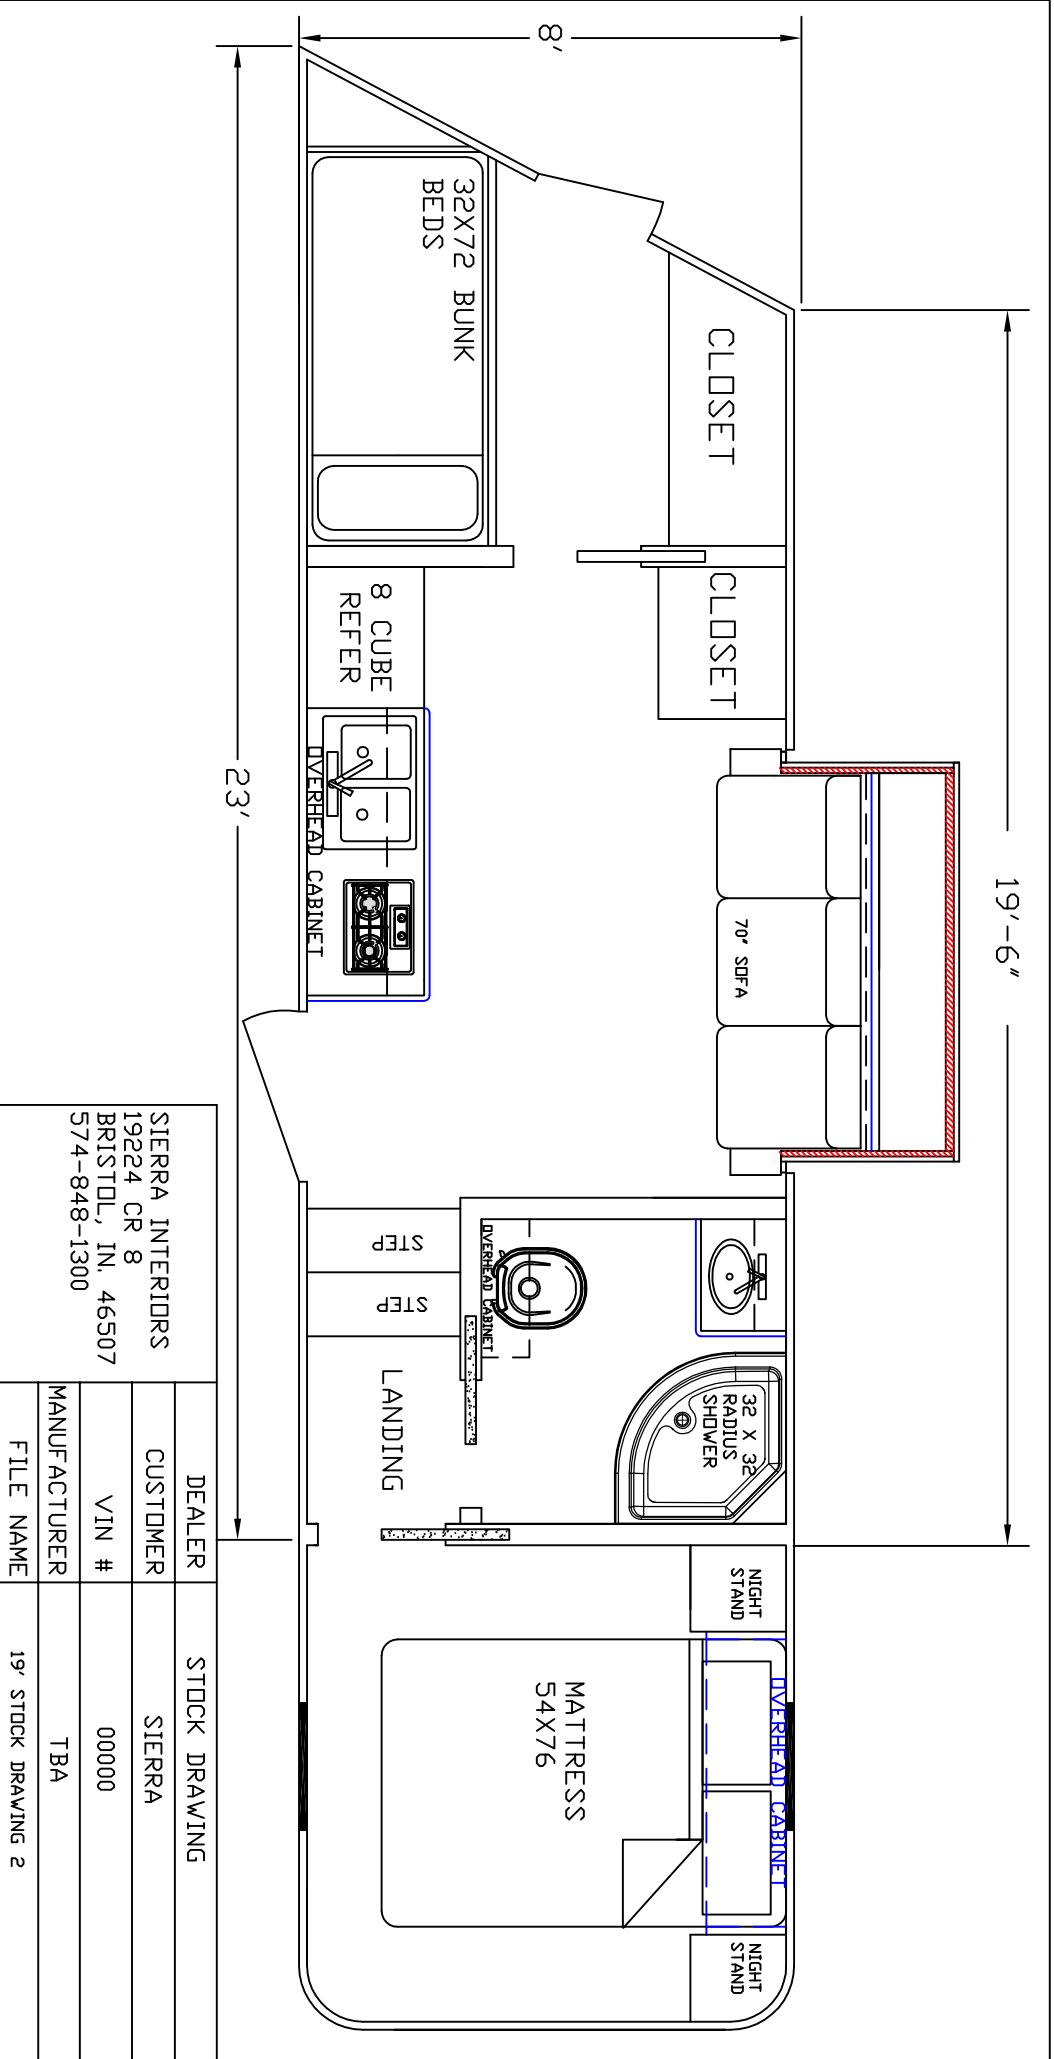 19'-6"
8'
CLOSET
CLOSET
70" SOFA
32 X 32
RADIUS
SHOWER
NIGHT
STAND
OVERHEAD CABINET
NIGHT
STAND
32X72 BUNK
BEDS
MATTRESS
54X76
OVERHEAD CABINET
8 CUBE
REFER
OVERHEAD CABINET
STEP
STEP
LANDING
23'
SIERRA INTERIORS
19224 CR 8
BRISTOL, IN. 46507
574-848-1300
DEALER STOCK DRAWING
CUSTOMER SIERRA
VIN # 00000
MANUFACTURER TBA
FILE NAME 19' STOCK DRAWING 2